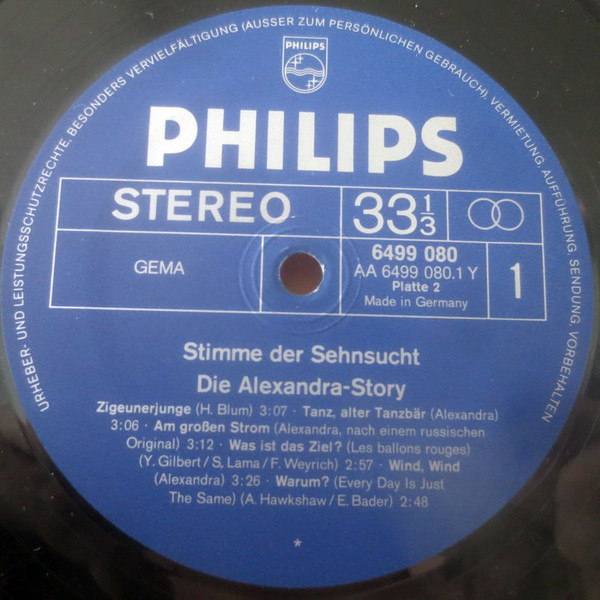 URHEBER- UND LEISTUNGSSCHUTZRECHTE, BESONDERS VERVIELFÄLTIGUNG (AUSSER ZUM PERSÖNLICHEN GEBRAUCH), VERMIETUNG, AUFFÜHRUNG, SENDUNG, VORBEHALTEN
PHILIPS
PHILIPS
STEREO
33 1/3
GEMA
6499 080
AA 6499 080.1 Y
Platte 2
Made in Germany
1
Stimme der Sehnsucht
Die Alexandra-Story
Zigeunerjunge (H. Blum) 3:07 · Tanz, alter Tanzbär (Alexandra)
3:06 · Am großen Strom (Alexandra, nach einem russischen
Original) 3:12 · Was ist das Ziel? (Les ballons rouges)
(Y. Gilbert/S. Lama/F. Weyrich) 2:57 · Wind, Wind
(Alexandra) 3:26 · Warum? (Every Day Is Just
The Same) (A. Hawkshaw/E. Bader) 2:48
*